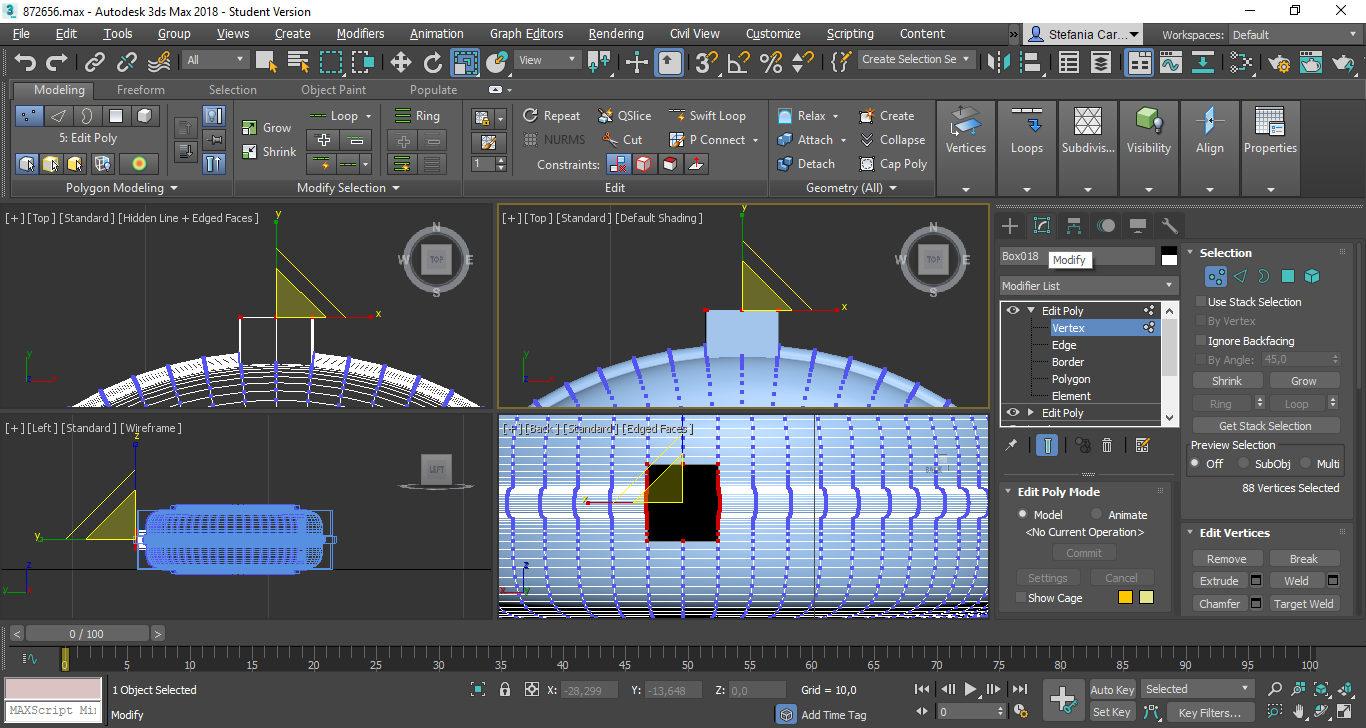 872656.max - Autodesk 3ds Max 2018 - Student Version
File Edit Tools Group Views Create Modifiers Animation Graph Editors Rendering Civil View Customize Scripting Content » Stefania Car... Workspaces: Default
All View Create Selection Se
Modeling Freeform Selection Object Paint Populate
Loop Ring Repeat QSlice Swift Loop Relax Create
5: Edit Poly Grow NURMS Cut P Connect Attach Collapse
Shrink 1 Constraints: Detach Cap Poly
Vertices Loops Subdivis... Visibility Align Properties
Polygon Modeling Modify Selection Edit Geometry (All)
[+] [Top] [Standard] [Hidden Line + Edged Faces]
y
x
N
W TOP E
S
y
x
[+] [Top] [Standard] [Default Shading]
y
x
N
W TOP E
S
y
x
[+] [Left] [Standard] [Wireframe]
z
y
LEFT
z
y
[+] [Back] [Standard] [Edged Faces]
x
BACK
z
x
Box018
Modify
Modifier List
Edit Poly
Vertex
Edge
Border
Polygon
Element
Edit Poly
Edit Poly Mode
Model Animate
<No Current Operation>
Commit
Settings Cancel
Show Cage
Selection
Use Stack Selection
By Vertex
Ignore Backfacing
By Angle: 45,0
Shrink Grow
Ring Loop
Get Stack Selection
Preview Selection
Off SubObj Multi
88 Vertices Selected
Edit Vertices
Remove Break
Extrude Weld
Chamfer Target Weld
< 0 / 100 >
0 5 10 15 20 25 30 35 40 45 50 55 60 65 70 75 80 85 90 95 100
1 Object Selected X: -28,299 Y: -13,648 Z: 0,0 Grid = 10,0 Auto Key Selected
MAXScript Mi Modify Add Time Tag 0 Set Key Key Filters...